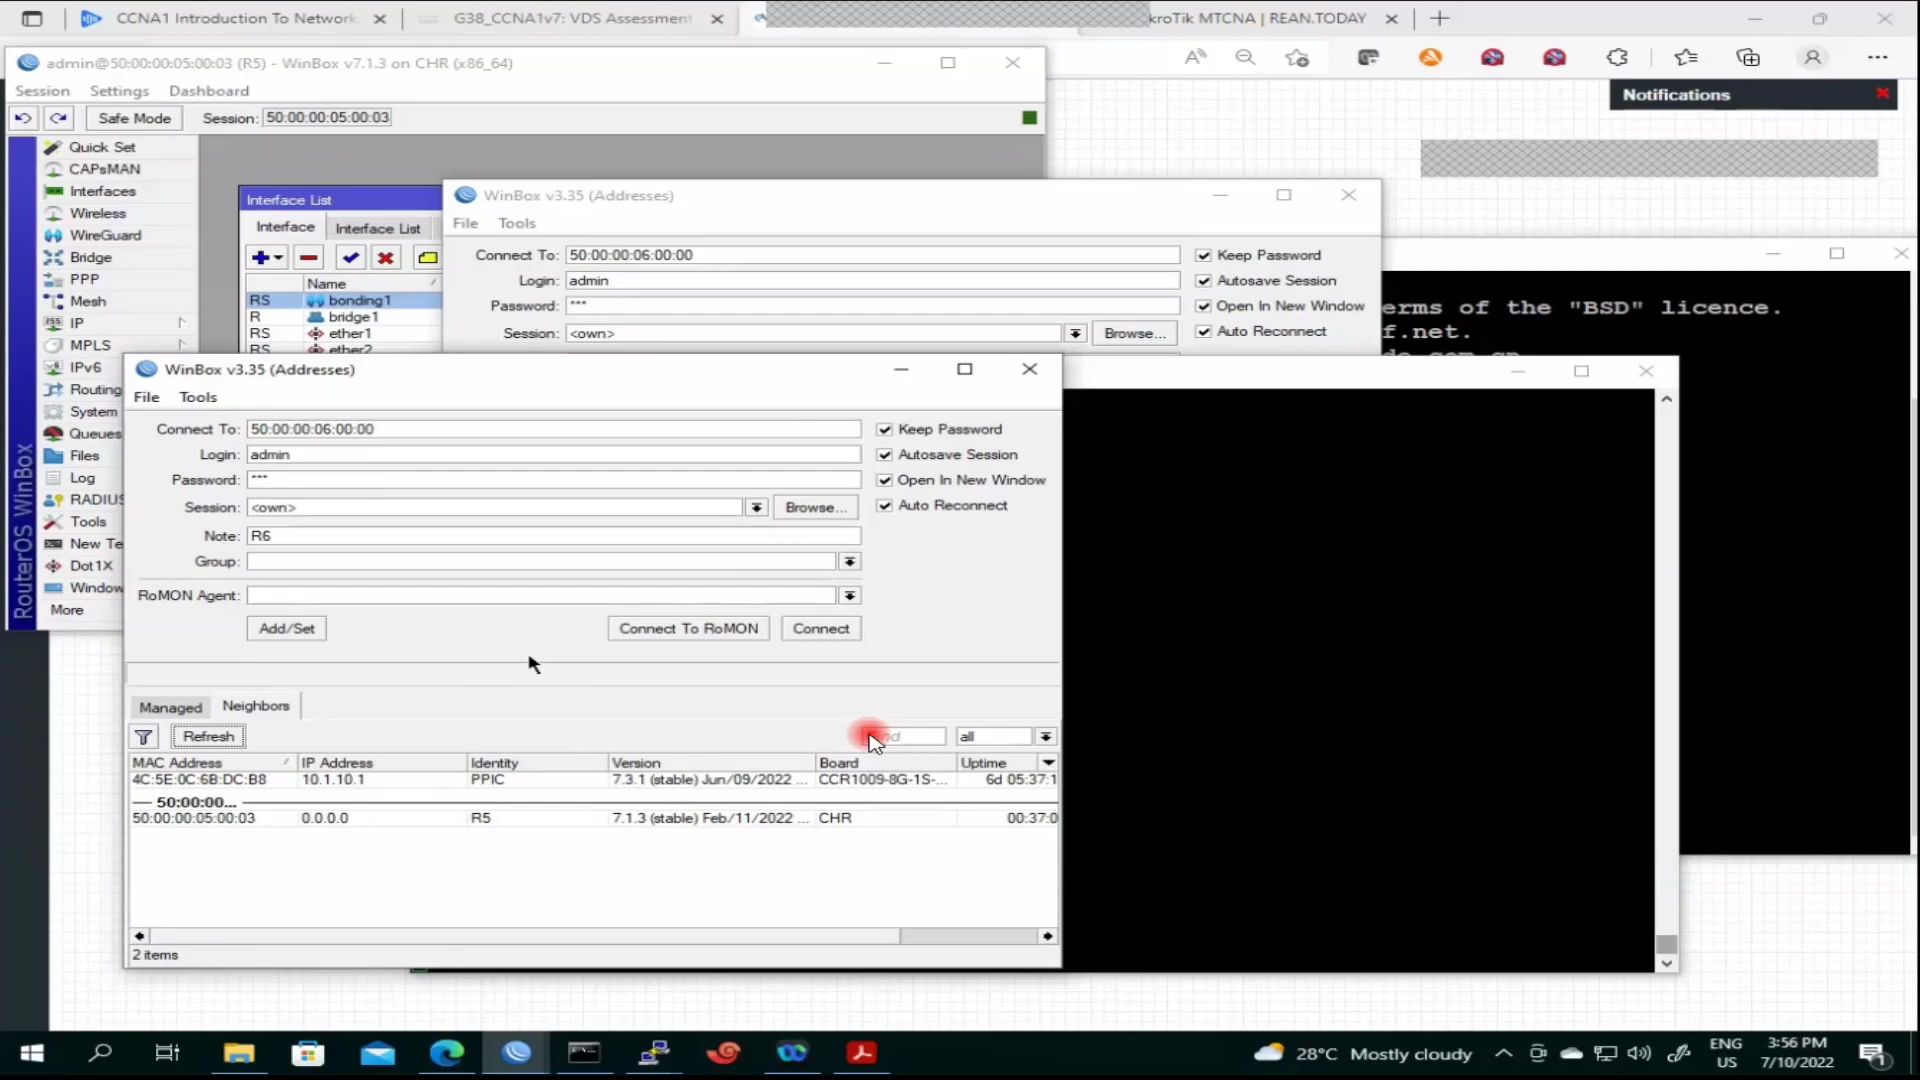 CCNA1 Introduction To Network
G38_CCNA1v7: VDS Assessment
kroTik MTCNA | REAN.TODAY
Notifications
admin@50:00:00:05:00:03 (R5) - WinBox v7.1.3 on CHR (x86_64)
Session Settings Dashboard
Safe Mode Session: 50:00:00:05:00:03
Quick Set
CAPsMAN
Interfaces
Wireless
WireGuard
Bridge
PPP
Mesh
IP
MPLS
IPv6
Routing
System
Queues
Files
Log
RADIUS
Tools
New Te
Dot1X
Window
More
RouterOS WinBox
Interface List
Interface Interface List
Name
RS bonding1
R bridge1
RS ether1
RS ether2
WinBox v3.35 (Addresses)
File Tools
Connect To: 50:00:00:06:00:00 Keep Password
Login: admin Autosave Session
Password: *** Open In New Window
Session: <own> Browse... Auto Reconnect
erms of the "BSD" licence.
f.net.
WinBox v3.35 (Addresses)
File Tools
Connect To: 50:00:00:06:00:00 Keep Password
Login: admin Autosave Session
Password: *** Open In New Window
Session: <own> Browse... Auto Reconnect
Note: R6
Group:
RoMON Agent:
Add/Set Connect To RoMON Connect
Managed Neighbors
Refresh all
MAC Address IP Address Identity Version Board Uptime
4C:5E:0C:6B:DC:B8 10.1.10.1 PPIC 7.3.1 (stable) Jun/09/2022 ... CCR1009-8G-1S-... 6d 05:37:1
50:00:00...
50:00:00:05:00:03 0.0.0.0 R5 7.1.3 (stable) Feb/11/2022 ... CHR 00:37:0
2 items
28°C Mostly cloudy
ENG
US
3:56 PM
7/10/2022
1